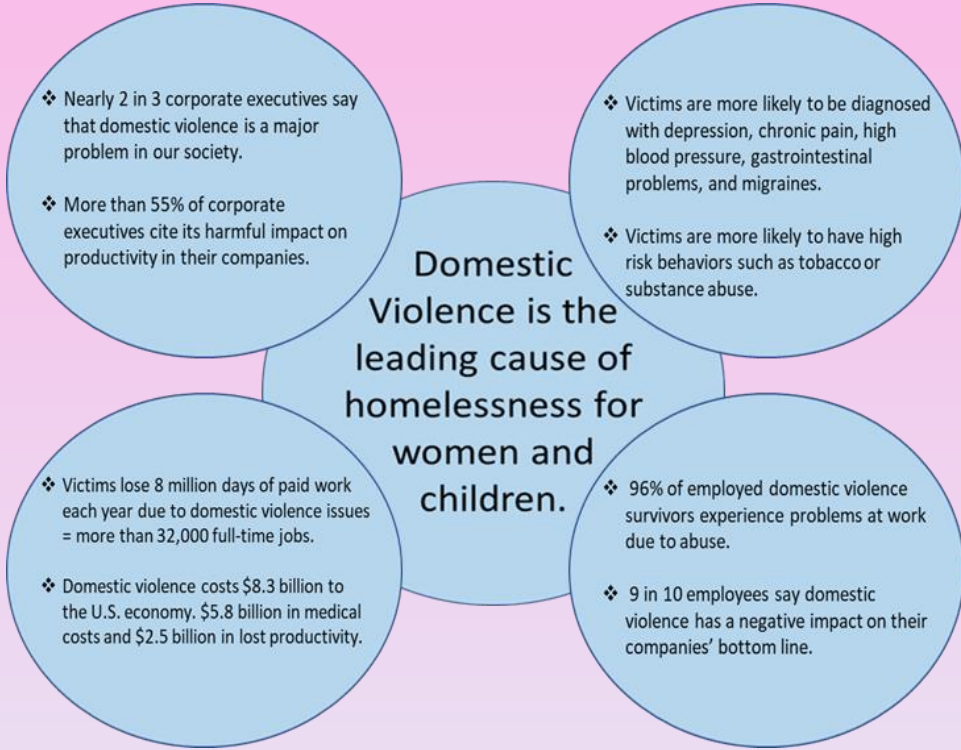 ❖ Nearly 2 in 3 corporate executives say
that domestic violence is a major
problem in our society.
❖ More than 55% of corporate
executives cite its harmful impact on
productivity in their companies.
❖ Victims are more likely to be diagnosed
with depression, chronic pain, high
blood pressure, gastrointestinal
problems, and migraines.
❖ Victims are more likely to have high
risk behaviors such as tobacco or
substance abuse.
Domestic
Violence is the
leading cause of
homelessness for
women and
children.
❖ Victims lose 8 million days of paid work
each year due to domestic violence issues
= more than 32,000 full-time jobs.
❖ Domestic violence costs $8.3 billion to
the U.S. economy. $5.8 billion in medical
costs and $2.5 billion in lost productivity.
❖ 96% of employed domestic violence
survivors experience problems at work
due to abuse.
❖ 9 in 10 employees say domestic
violence has a negative impact on their
companies’ bottom line.